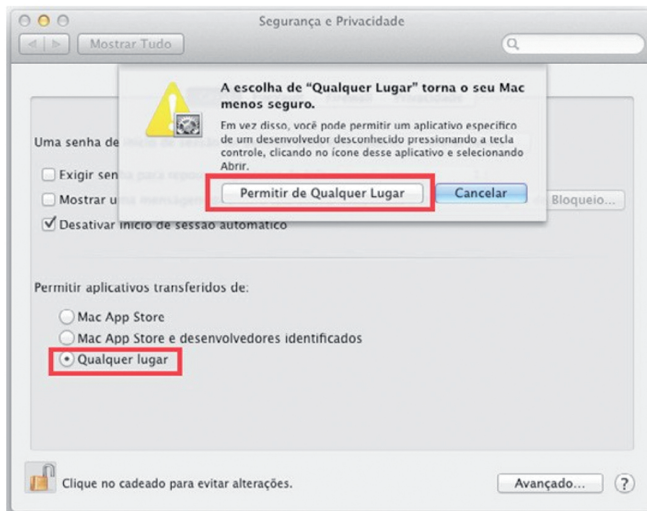 Segurança e Privacidade
Mostrar Tudo
A escolha de “Qualquer Lugar” torna o seu Mac
menos seguro.
Em vez disso, você pode permitir um aplicativo específico
de um desenvolvedor desconhecido pressionando a tecla
controle, clicando no ícone desse aplicativo e selecionando
Abrir.
Permitir de Qualquer Lugar
Cancelar
Uma senha de
Exigir
Mostrar
Bloqueio...
Desativar início de sessão automático
Permitir aplicativos transferidos de:
Mac App Store
Mac App Store e desenvolvedores identificados
Qualquer lugar
Clique no cadeado para evitar alterações.
Avançado...
?